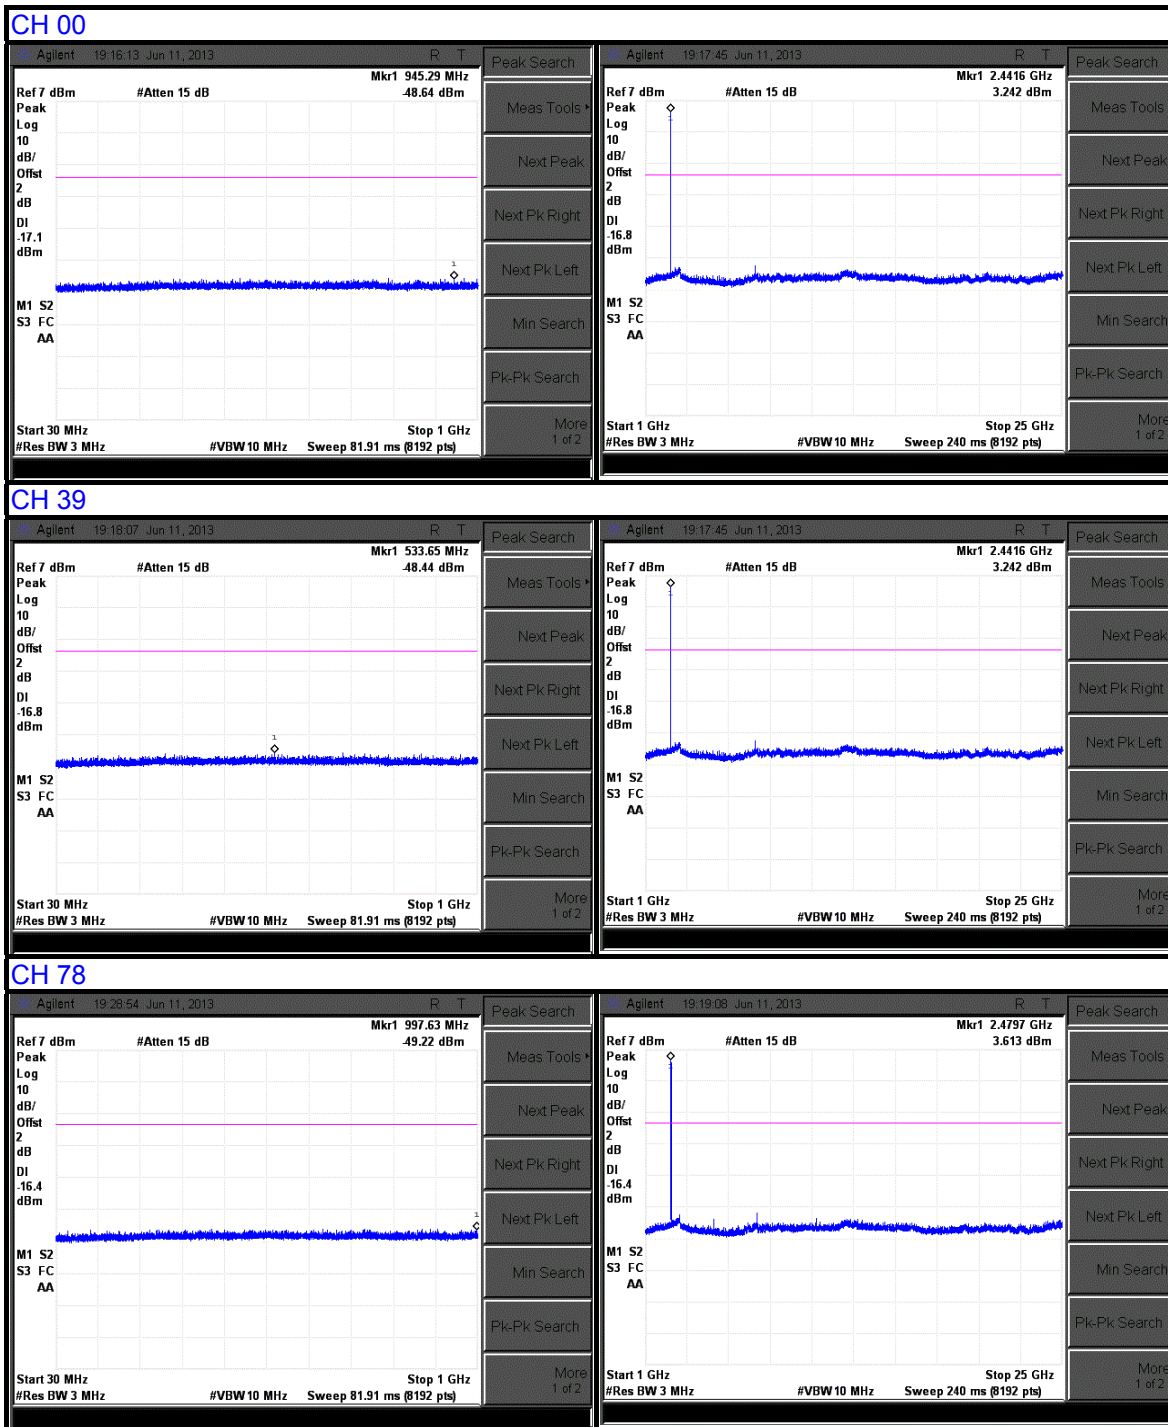 CH 00
Agilent 19:16:13 Jun 11, 2013 R T
Mkr1 945.29 MHz
Ref 7 dBm #Atten 15 dB -48.64 dBm
Peak
Log
10
dB/
Offst
2
dB
DI
-17.1
dBm
1
M1 S2
S3 FC
AA
Start 30 MHz Stop 1 GHz
#Res BW 3 MHz #VBW 10 MHz Sweep 81.91 ms (8192 pts)
Peak Search
Meas Tools
Next Peak
Next Pk Right
Next Pk Left
Min Search
Pk-Pk Search
More
1 of 2
Agilent 19:17:45 Jun 11, 2013 R T
Mkr1 2.4416 GHz
Ref 7 dBm #Atten 15 dB 3.242 dBm
Peak
Log
10
dB/
Offst
2
dB
DI
-16.8
dBm
1
M1 S2
S3 FC
AA
Start 1 GHz Stop 25 GHz
#Res BW 3 MHz #VBW 10 MHz Sweep 240 ms (8192 pts)
Peak Search
Meas Tools
Next Peak
Next Pk Right
Next Pk Left
Min Search
Pk-Pk Search
More
1 of 2
CH 39
Agilent 19:18:07 Jun 11, 2013 R T
Mkr1 533.65 MHz
Ref 7 dBm #Atten 15 dB -48.44 dBm
Peak
Log
10
dB/
Offst
2
dB
DI
-16.8
dBm
1
M1 S2
S3 FC
AA
Start 30 MHz Stop 1 GHz
#Res BW 3 MHz #VBW 10 MHz Sweep 81.91 ms (8192 pts)
Peak Search
Meas Tools
Next Peak
Next Pk Right
Next Pk Left
Min Search
Pk-Pk Search
More
1 of 2
Agilent 19:17:45 Jun 11, 2013 R T
Mkr1 2.4416 GHz
Ref 7 dBm #Atten 15 dB 3.242 dBm
Peak
Log
10
dB/
Offst
2
dB
DI
-16.8
dBm
1
M1 S2
S3 FC
AA
Start 1 GHz Stop 25 GHz
#Res BW 3 MHz #VBW 10 MHz Sweep 240 ms (8192 pts)
Peak Search
Meas Tools
Next Peak
Next Pk Right
Next Pk Left
Min Search
Pk-Pk Search
More
1 of 2
CH 78
Agilent 19:28:54 Jun 11, 2013 R T
Mkr1 997.63 MHz
Ref 7 dBm #Atten 15 dB -49.22 dBm
Peak
Log
10
dB/
Offst
2
dB
DI
-16.4
dBm
1
M1 S2
S3 FC
AA
Start 30 MHz Stop 1 GHz
#Res BW 3 MHz #VBW 10 MHz Sweep 81.91 ms (8192 pts)
Peak Search
Meas Tools
Next Peak
Next Pk Right
Next Pk Left
Min Search
Pk-Pk Search
More
1 of 2
Agilent 19:19:08 Jun 11, 2013 R T
Mkr1 2.4797 GHz
Ref 7 dBm #Atten 15 dB 3.613 dBm
Peak
Log
10
dB/
Offst
2
dB
DI
-16.4
dBm
1
M1 S2
S3 FC
AA
Start 1 GHz Stop 25 GHz
#Res BW 3 MHz #VBW 10 MHz Sweep 240 ms (8192 pts)
Peak Search
Meas Tools
Next Peak
Next Pk Right
Next Pk Left
Min Search
Pk-Pk Search
More
1 of 2